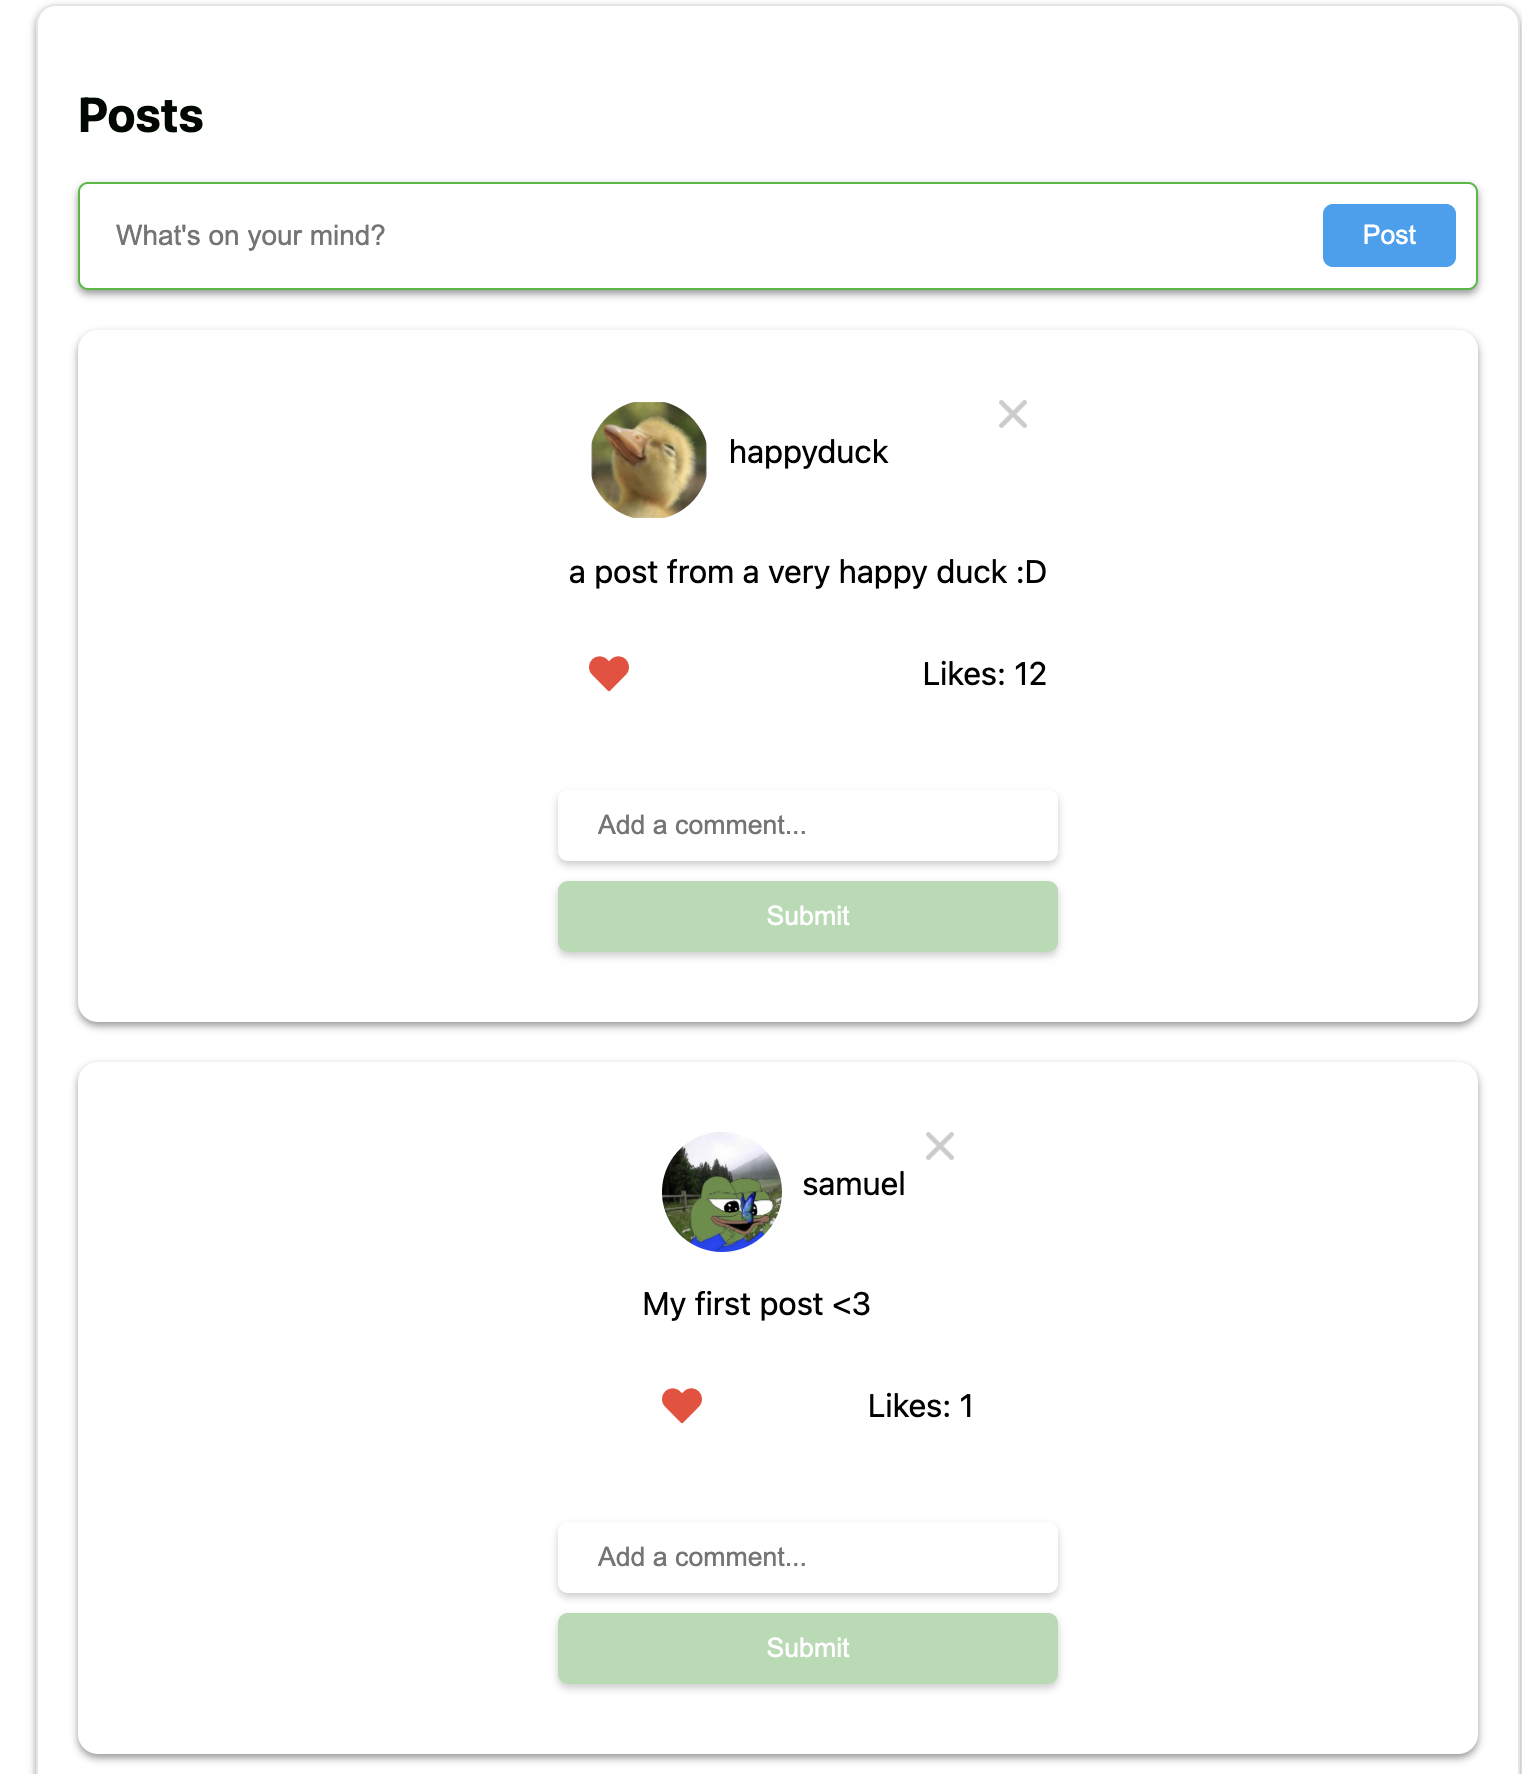 Posts
What's on your mind?
Post
happyduck
a post from a very happy duck :D
Likes: 12
Add a comment...
Submit
samuel
My first post <3
Likes: 1
Add a comment...
Submit